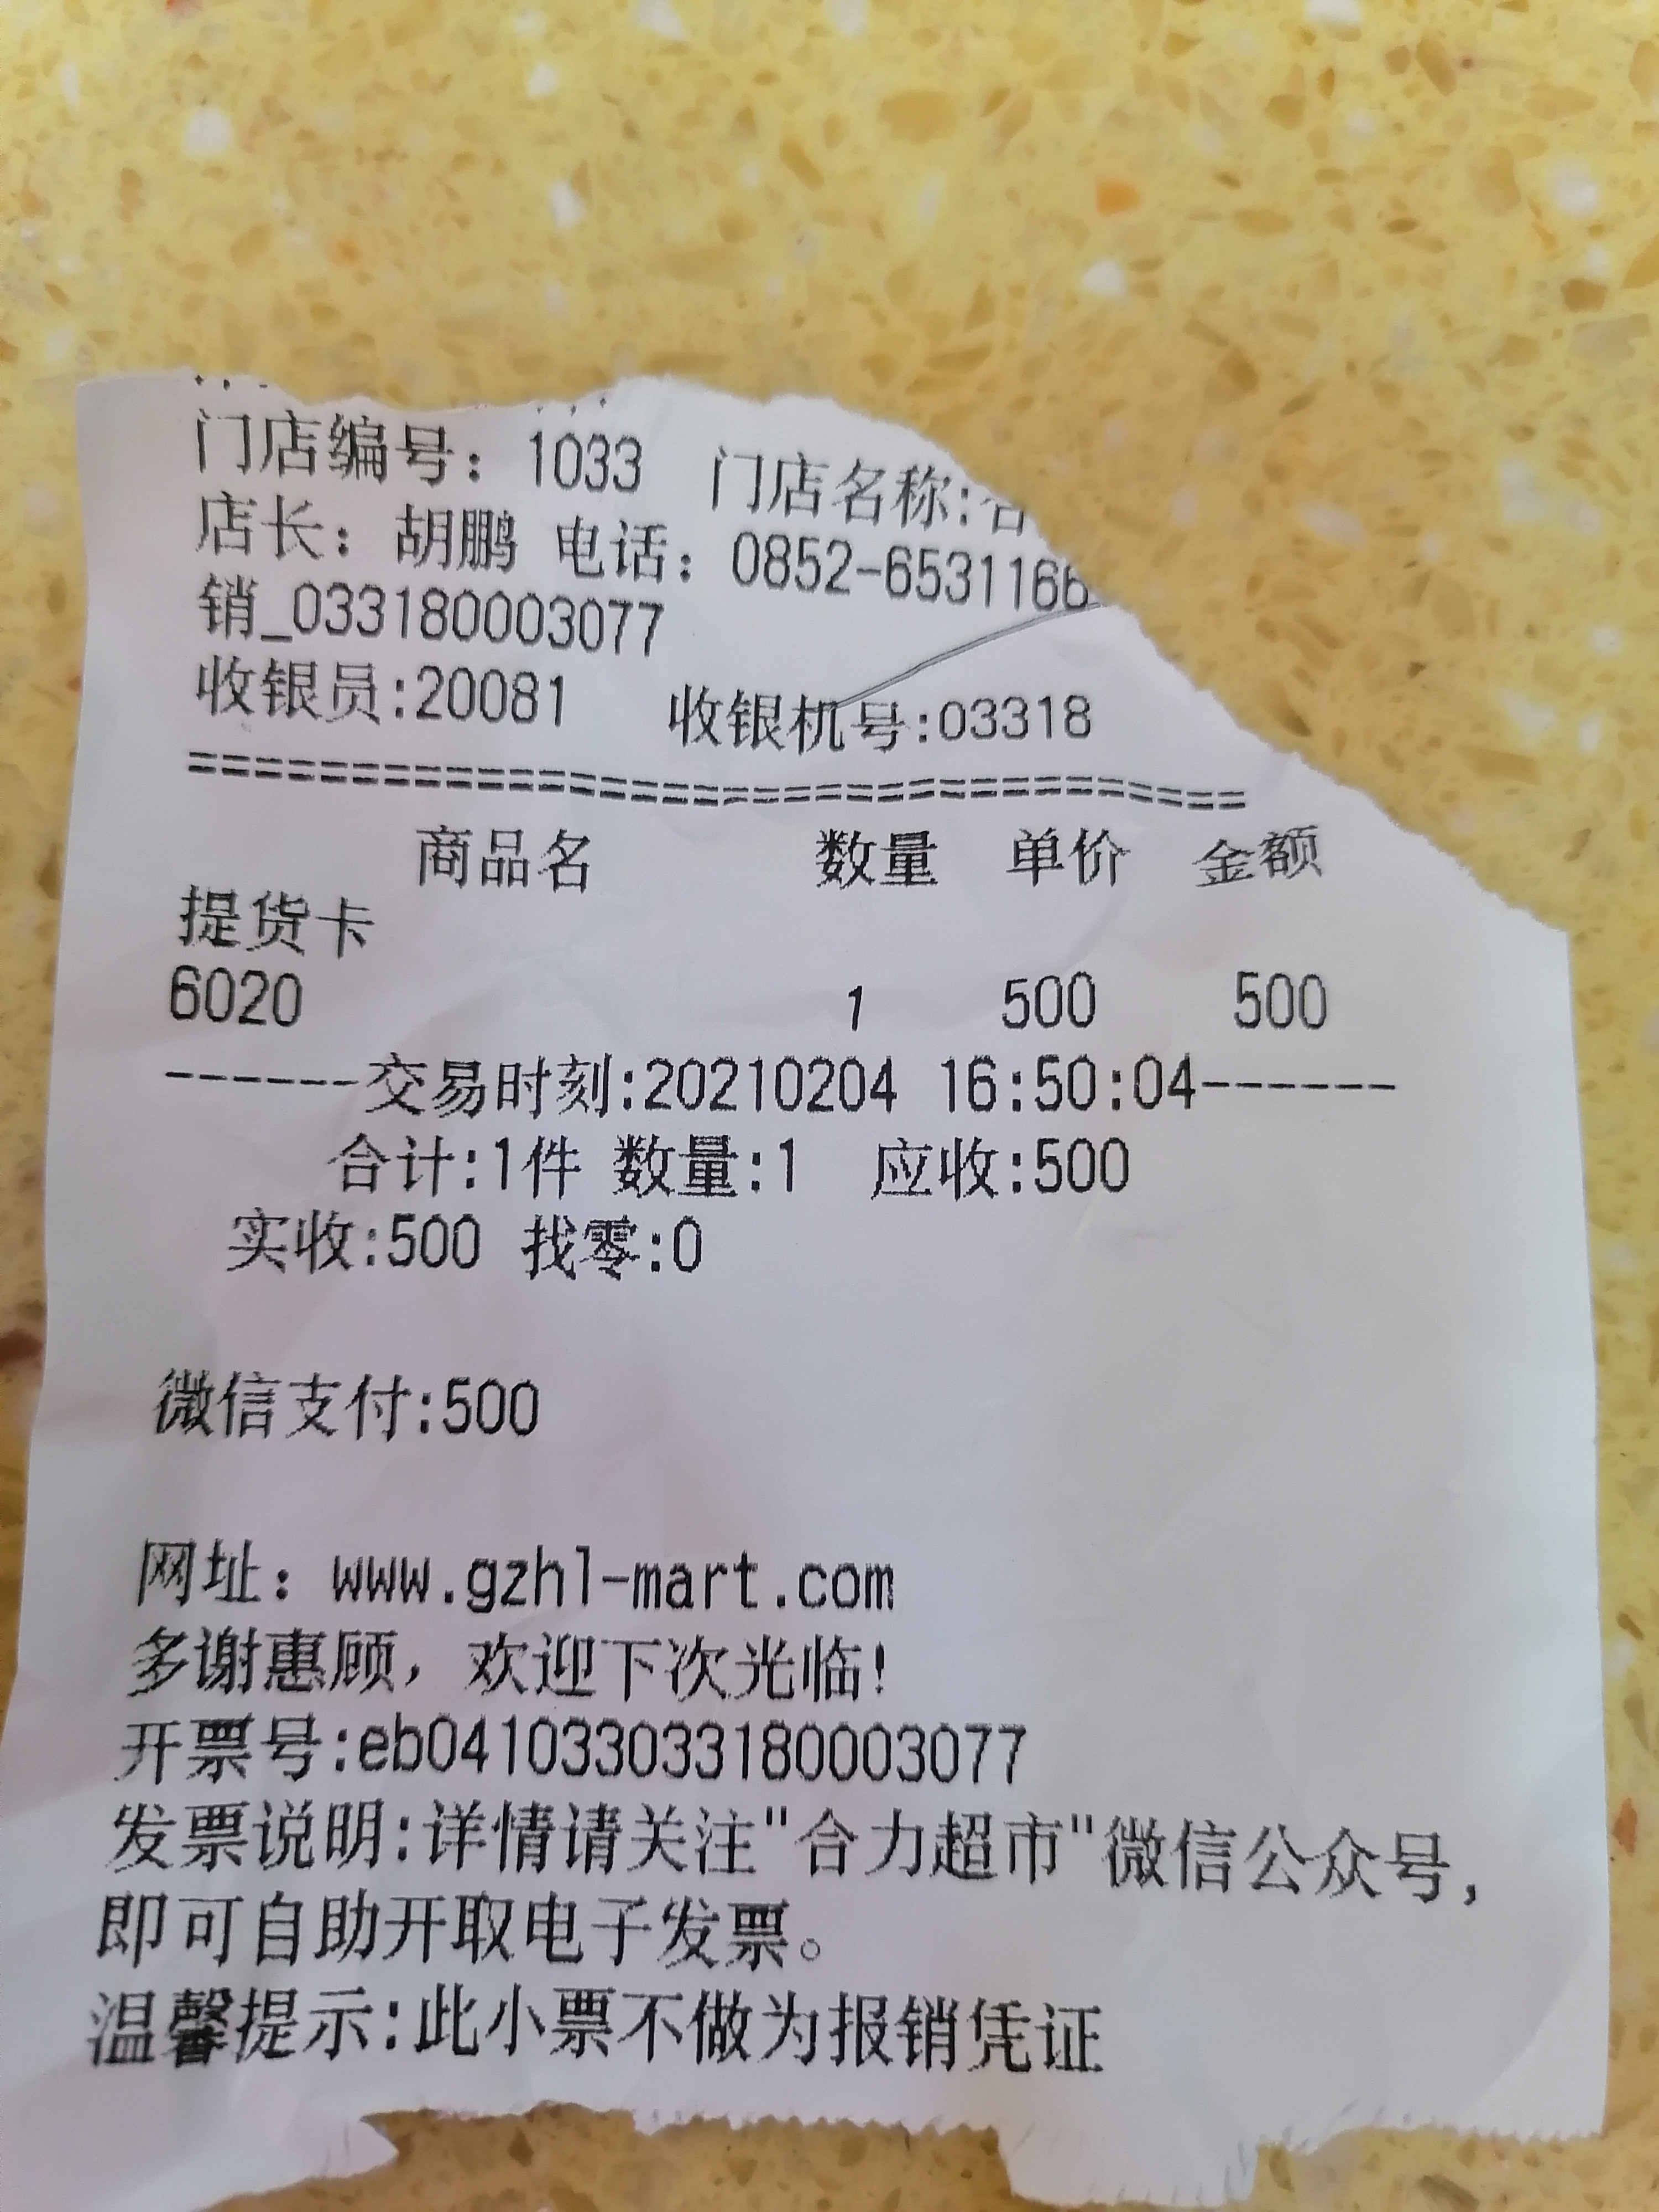 门店编号：1033 门店名称:
店长：胡鹏 电话：0852-6531166
销_033180003077
收银员:20081 收银机号:03318
=================================
商品名 数量 单价 金额
提货卡
6020 1 500 500
------交易时刻:20210204 16:50:04------
合计:1件 数量:1 应收:500
实收:500 找零:0
微信支付:500
网址：www.gzhl-mart.com
多谢惠顾，欢迎下次光临!
开票号:eb041033033180003077
发票说明:详情请关注"合力超市"微信公众号,
即可自助开取电子发票。
温馨提示:此小票不做为报销凭证